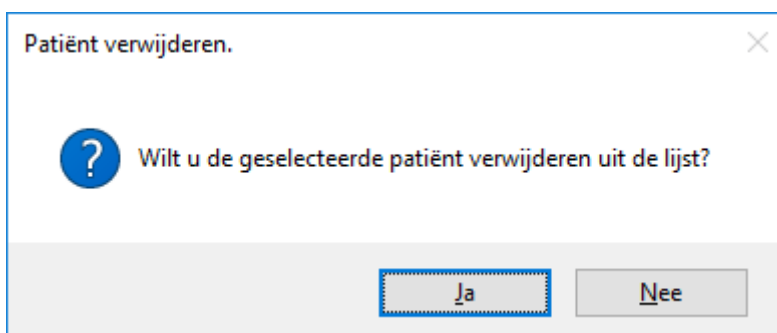 Patiënt verwijderen.
Wilt u de geselecteerde patiënt verwijderen uit de lijst?
Ja
Nee